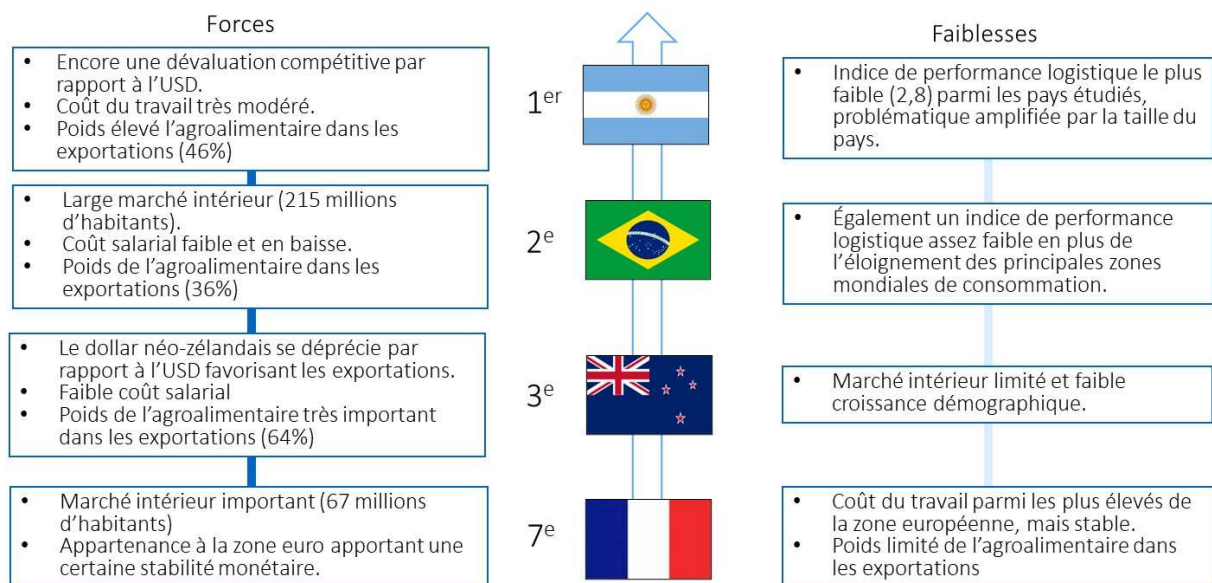 Forces
Faiblesses
• Encore une dévaluation compétitive par
rapport à l'USD.
• Coût du travail très modéré.
• Poids élevé l'agroalimentaire dans les
exportations (46%)
1er
• Indice de performance logistique le plus
faible (2,8) parmi les pays étudiés,
problématique amplifiée par la taille du
pays.
• Large marché intérieur (215 millions
d'habitants).
• Coût salarial faible et en baisse.
• Poids de l'agroalimentaire dans les
exportations (36%)
2e
• Également un indice de performance
logistique assez faible en plus de
l'éloignement des principales zones
mondiales de consommation.
• Le dollar néo-zélandais se déprécie par
rapport à l'USD favorisant les exportations.
• Faible coût salarial
• Poids de l'agroalimentaire très important
dans les exportations (64%)
3e
• Marché intérieur limité et faible
croissance démographique.
• Marché intérieur important (67 millions
d'habitants)
• Appartenance à la zone euro apportant une
certaine stabilité monétaire.
7e
• Coût du travail parmi les plus élevés de
la zone européenne, mais stable.
• Poids limité de l'agroalimentaire dans
les exportations